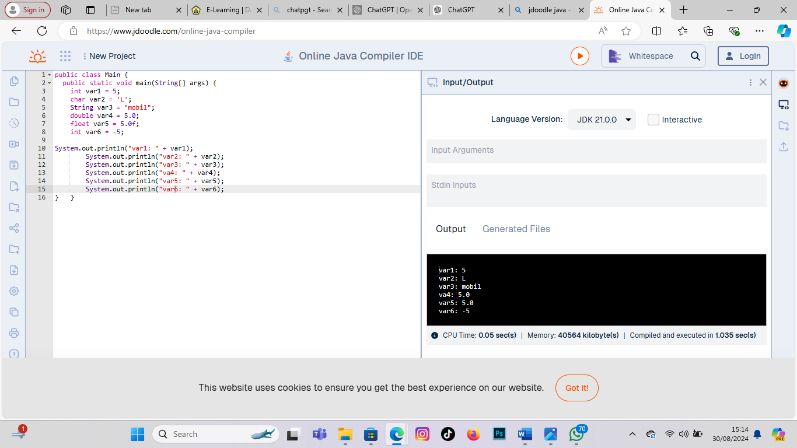 Sign in
New tab
E-Learning | D
chatpgt - Sear
ChatGPT | Ope
ChatGPT
jdoodle java -
Online Java Co
https://www.jdoodle.com/online-java-compiler
New Project
Online Java Compiler IDE
Whitespace
Login
1 public class Main {
2 public static void main(String[] args) {
3 int var1 = 5;
4 char var2 = 'L';
5 String var3 = "mobil";
6 double var4 = 5.0;
7 float var5 = 5.0f;
8 int var6 = -5;
9
10 System.out.println("var1: " + var1);
11 System.out.println("var2: " + var2);
12 System.out.println("var3: " + var3);
13 System.out.println("va4: " + var4);
14 System.out.println("var5: " + var5);
15 System.out.println("var6: " + var6);
16 } }
Input/Output
Language Version: JDK 21.0.0 Interactive
Input Arguments
Stdin Inputs
Output Generated Files
var1: 5
var2: L
var3: mobil
va4: 5.0
var5: 5.0
var6: -5
CPU Time: 0.05 sec(s) | Memory: 40564 kilobyte(s) | Compiled and executed in 1.035 sec(s)
This website uses cookies to ensure you get the best experience on our website. Got it!
1
Search
Ps
70
15:14
30/08/2024